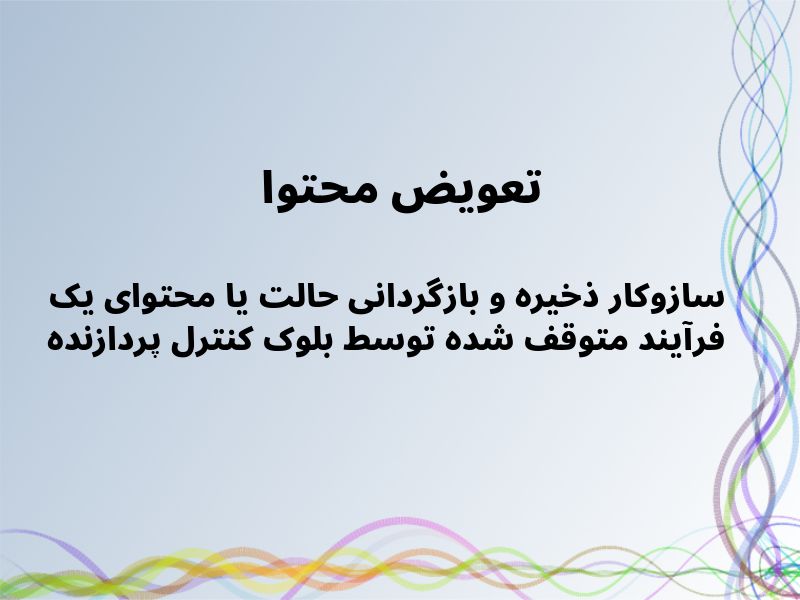 تعویض محتوا
سازوکار ذخیره و بازگردانی حالت یا محتوای یک
فرآیند متوقف شده توسط بلوک کنترل پردازنده